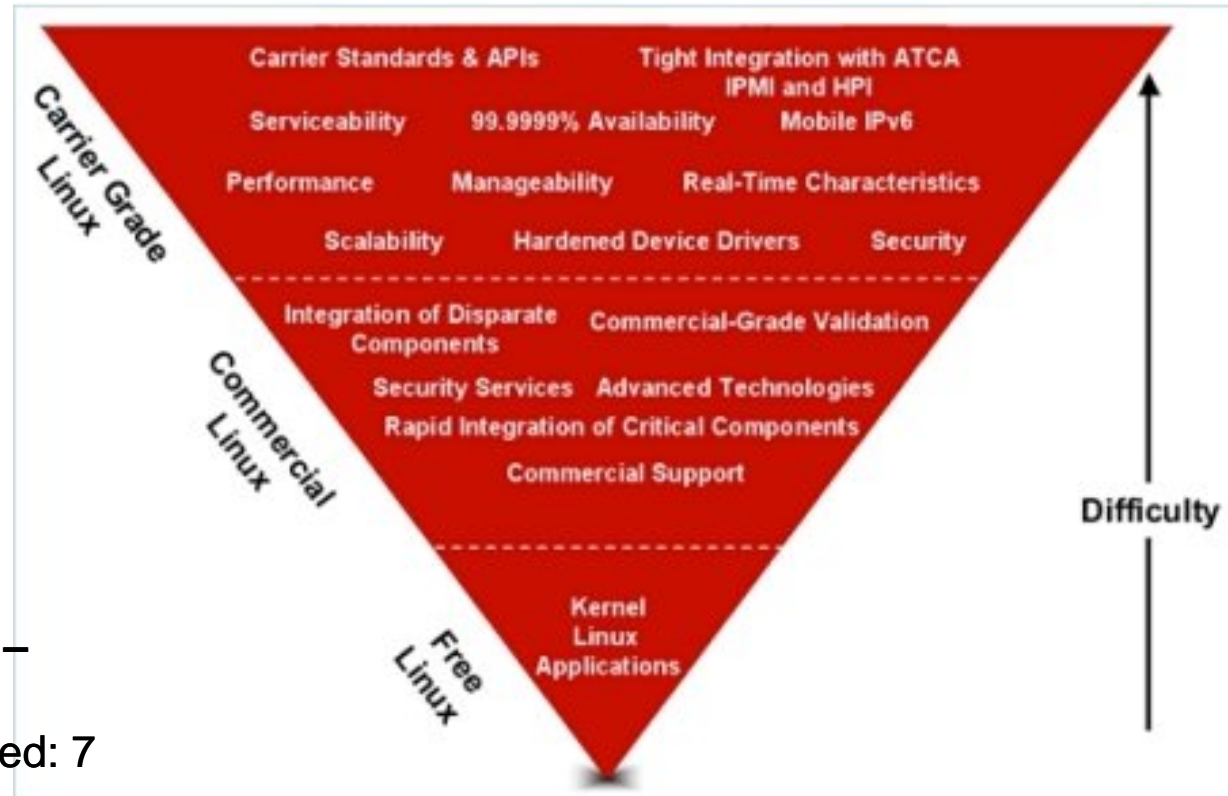 Carrier Standards & APIs
Tight Integration with ATCA
IPMI and HPI
Serviceability
99.9999% Availability
Mobile IPv6
Performance
Manageability
Real-Time Characteristics
Scalability
Hardened Device Drivers
Security
Carrier Grade
Linux
Integration of Disparate
Components
Commercial-Grade Validation
Security Services
Advanced Technologies
Rapid Integration of Critical Components
Commercial Support
Commercial
Linux
Difficulty
Kernel
Linux
Applications
Free
Linux
–
ed: 7